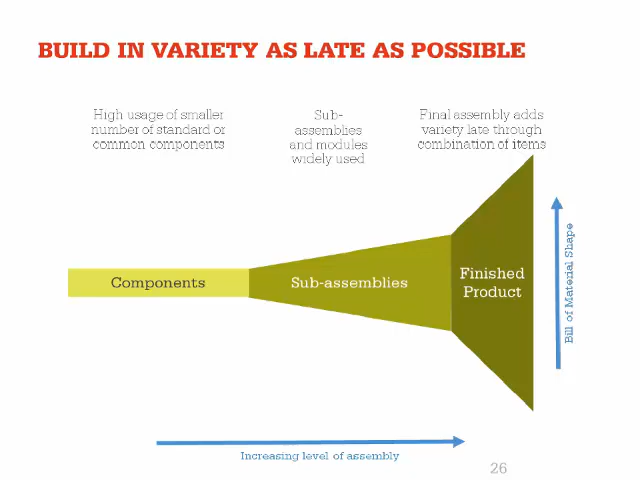 BUILD IN VARIETY AS LATE AS POSSIBLE
High usage of smaller
number of standard or
common components
Sub-
assemblies
and modules
widely used
Final assembly adds
variety late through
combination of items
Components
Sub-assemblies
Finished
Product
Bill of Material Shape
Increasing level of assembly
26